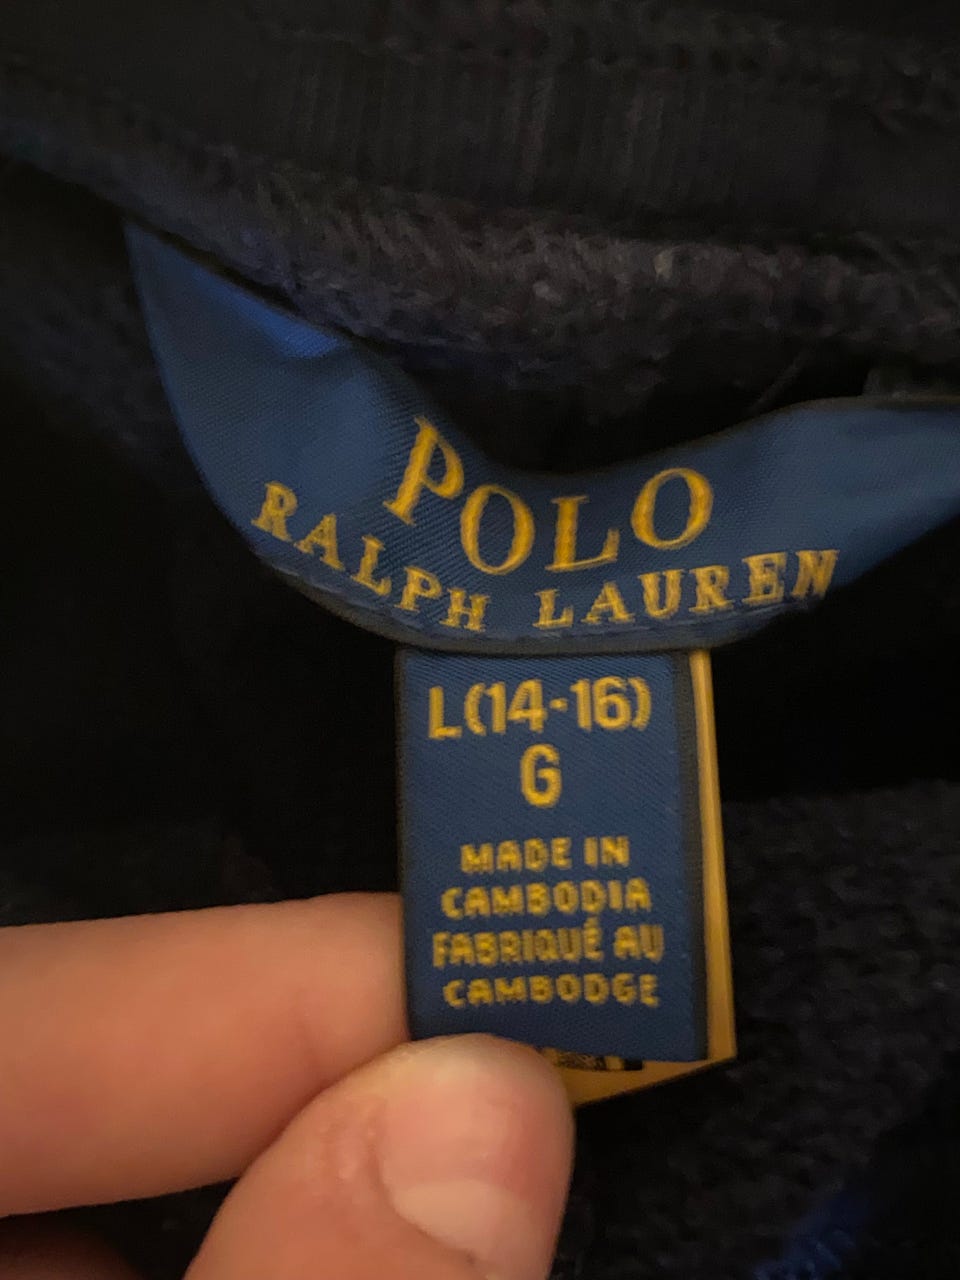 POLO
RALPH LAUREN
L(14-16)
G
MADE IN
CAMBODIA
FABRIQUÉ AU
CAMBODGE